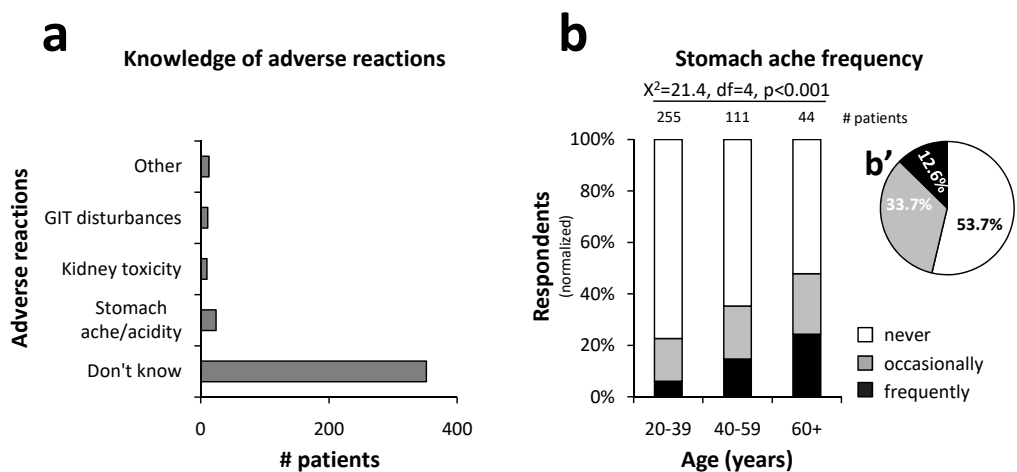 a
Knowledge of adverse reactions
Adverse reactions
Other
GIT disturbances
Kidney toxicity
Stomach
ache/acidity
Don't know
0 200 400
# patients
b
Stomach ache frequency
X²=21.4, df=4, p<0.001
255 111 44 # patients
Respondents
(normalized)
100%
80%
60%
40%
20%
0%
20-39 40-59 60+
Age (years)
b'
12.6%
33.7%
53.7%
never
occasionally
frequently